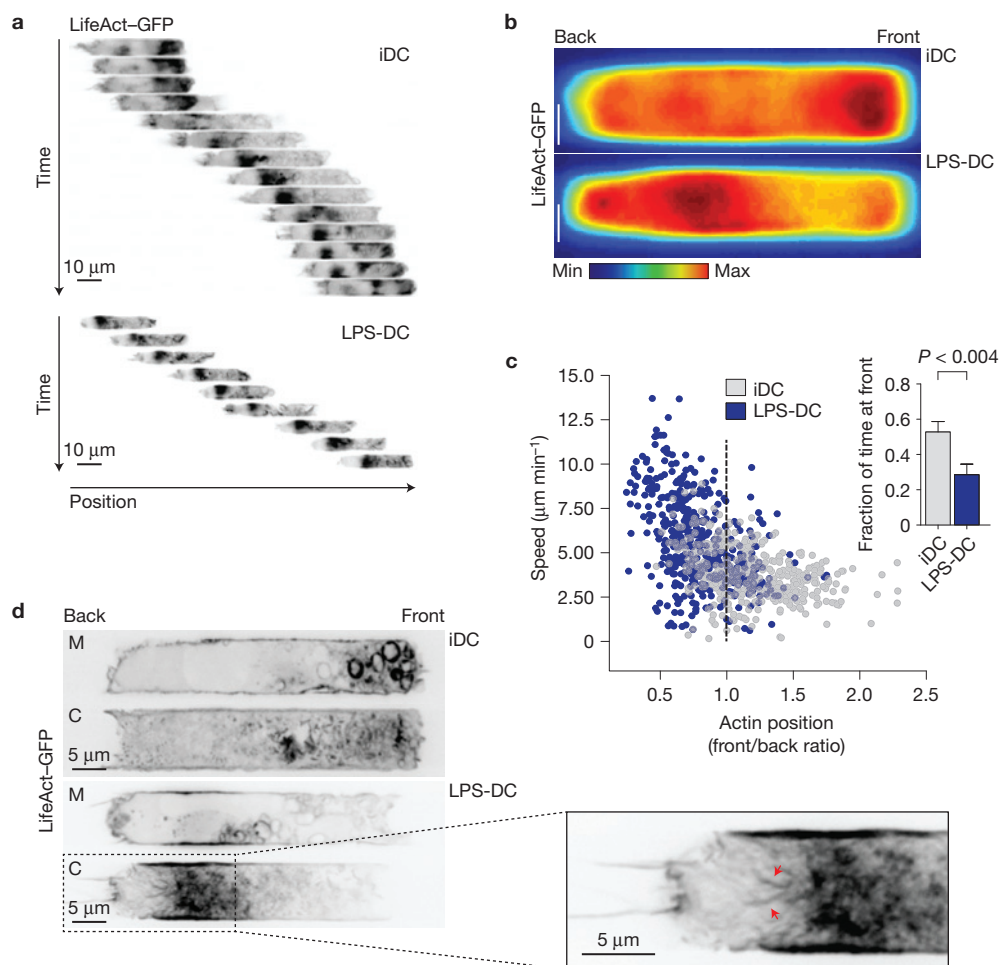 a
LifeAct–GFP
iDC
Time
10 μm
LPS-DC
Time
10 μm
Position
b
Back Front
iDC
LifeAct–GFP
LPS-DC
Min Max
c
iDC
LPS-DC
Speed (μm min⁻¹)
15.0
12.5
10.0
7.50
5.00
2.50
0
0.5 1.0 1.5 2.0 2.5
Actin position
(front/back ratio)
P < 0.004
Fraction of time at front
0.8
0.6
0.4
0.2
0
iDC
LPS-DC
d
Back Front
LifeAct–GFP
M
iDC
C
5 μm
M
LPS-DC
C
5 μm
5 μm